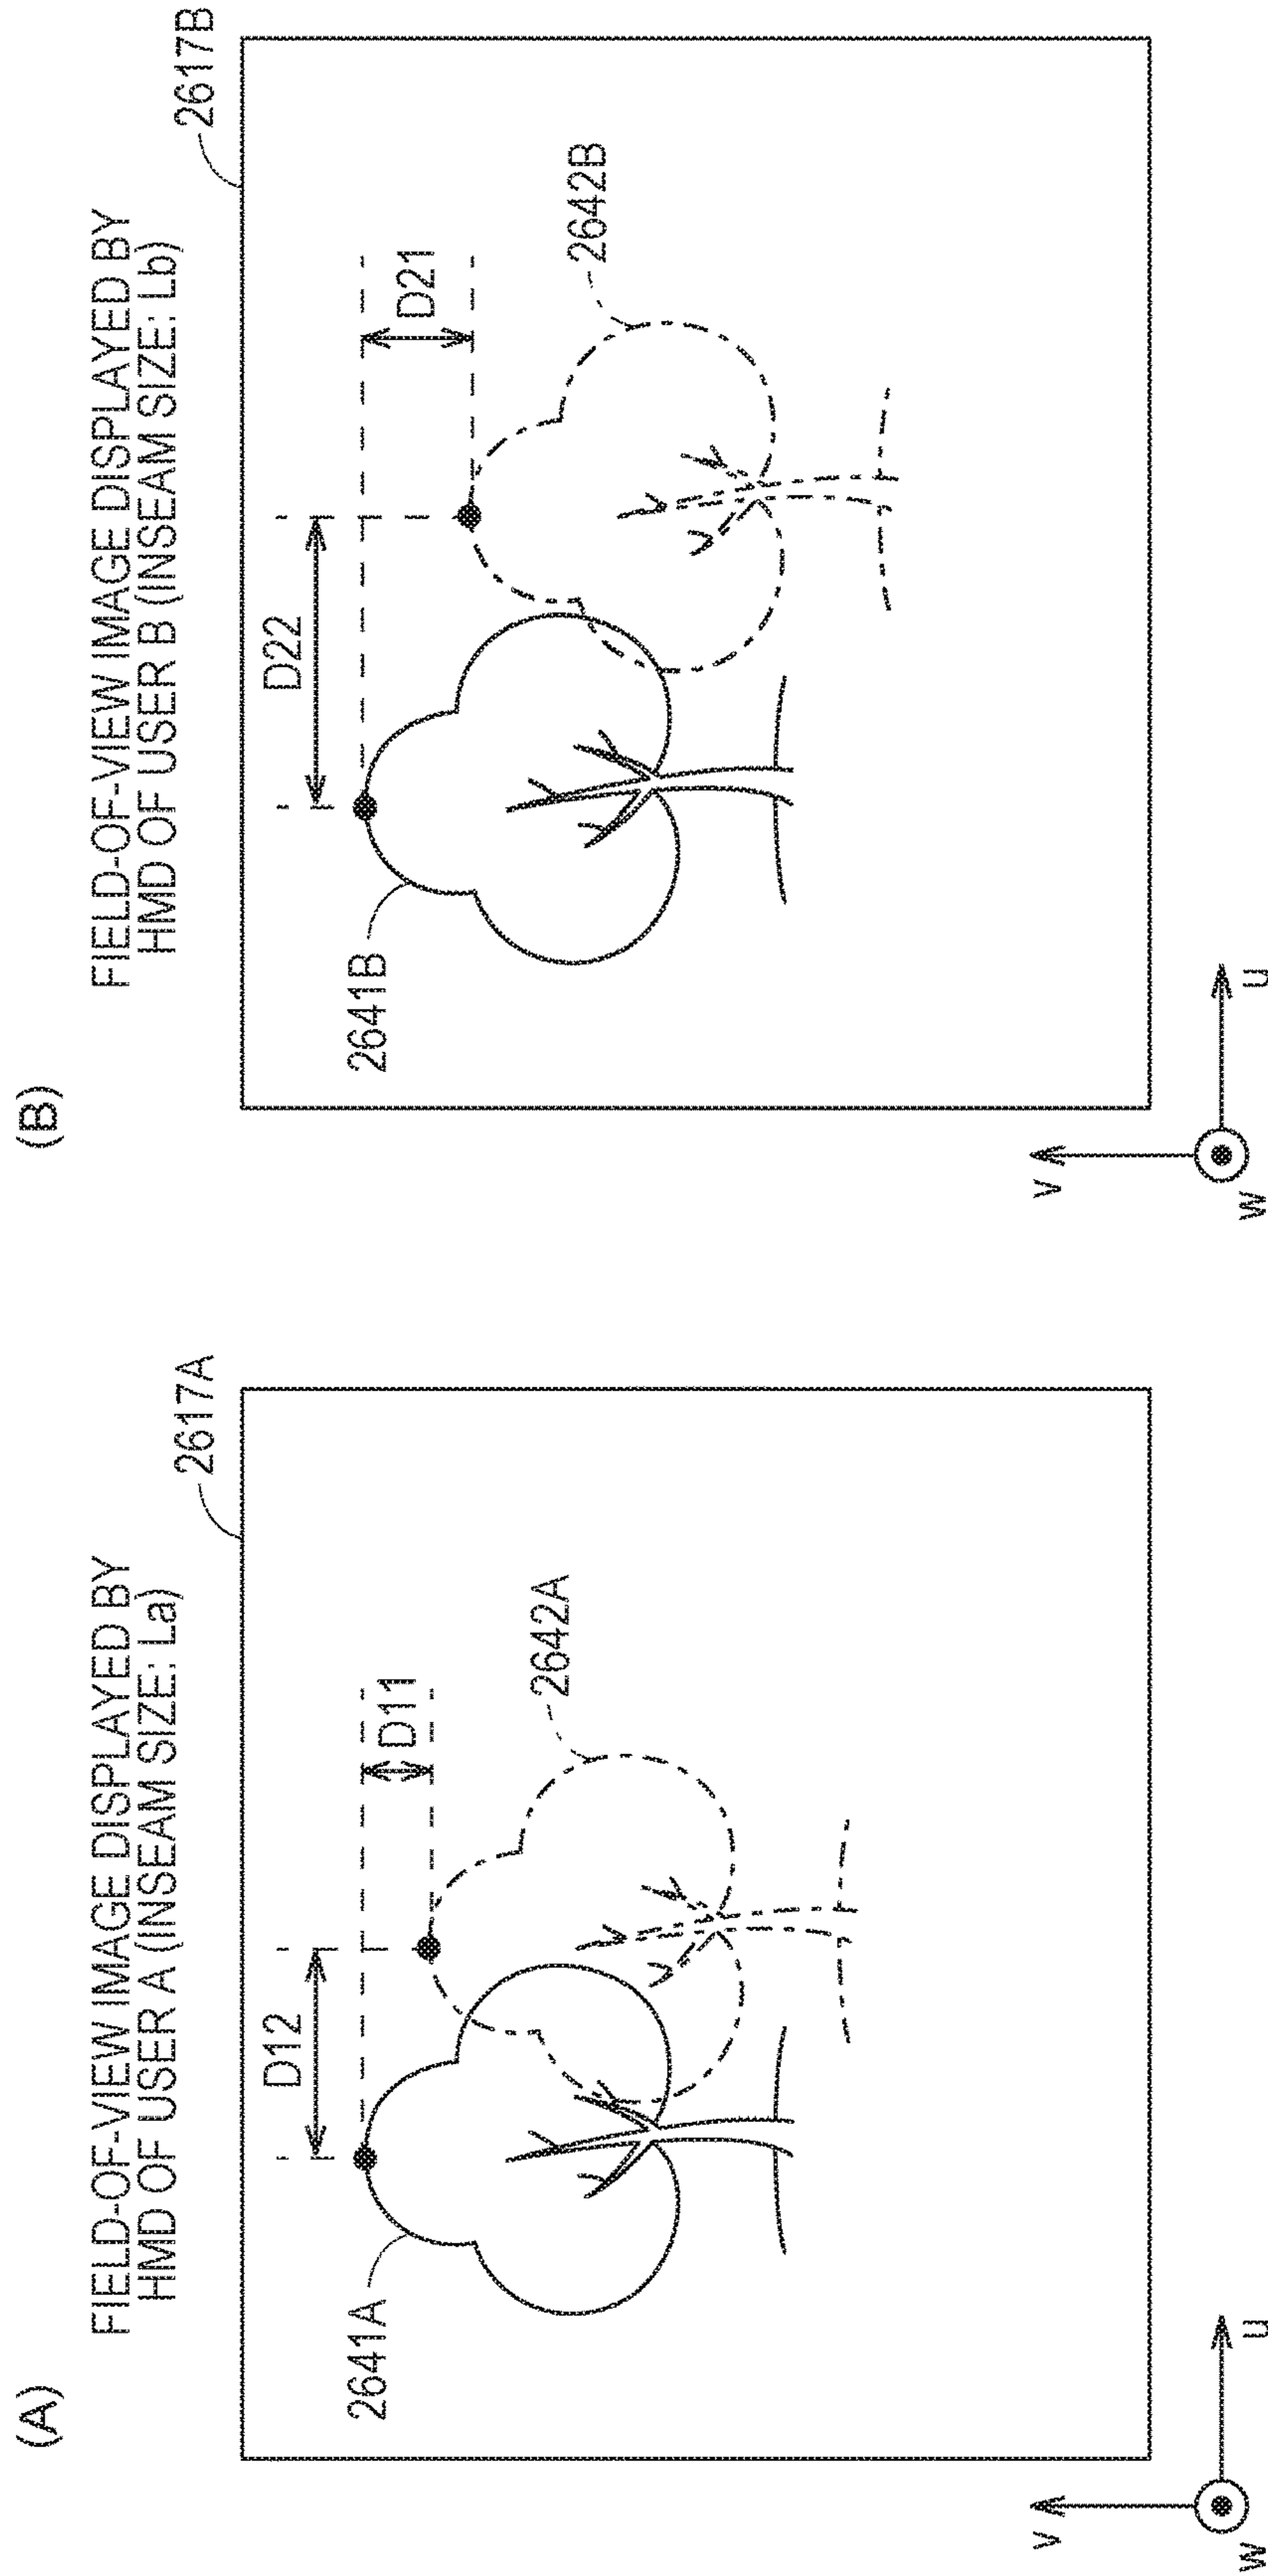 (A)
FIELD-OF-VIEW IMAGE DISPLAYED BY
HMD OF USER A (INSEAM SIZE: La)
2617A
D12
D11
2641A
2642A
v
w
u
(B)
FIELD-OF-VIEW IMAGE DISPLAYED BY
HMD OF USER B (INSEAM SIZE: Lb)
2617B
D22
D21
2641B
2642B
v
w
u